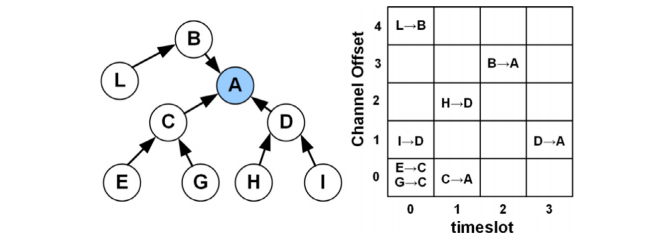 B
L
A
C
D
E
G
H
I
Channel Offset
4
L→B
3
B→A
2
H→D
1
I→D
D→A
0
E→C
G→C
C→A
0
1
2
3
timeslot